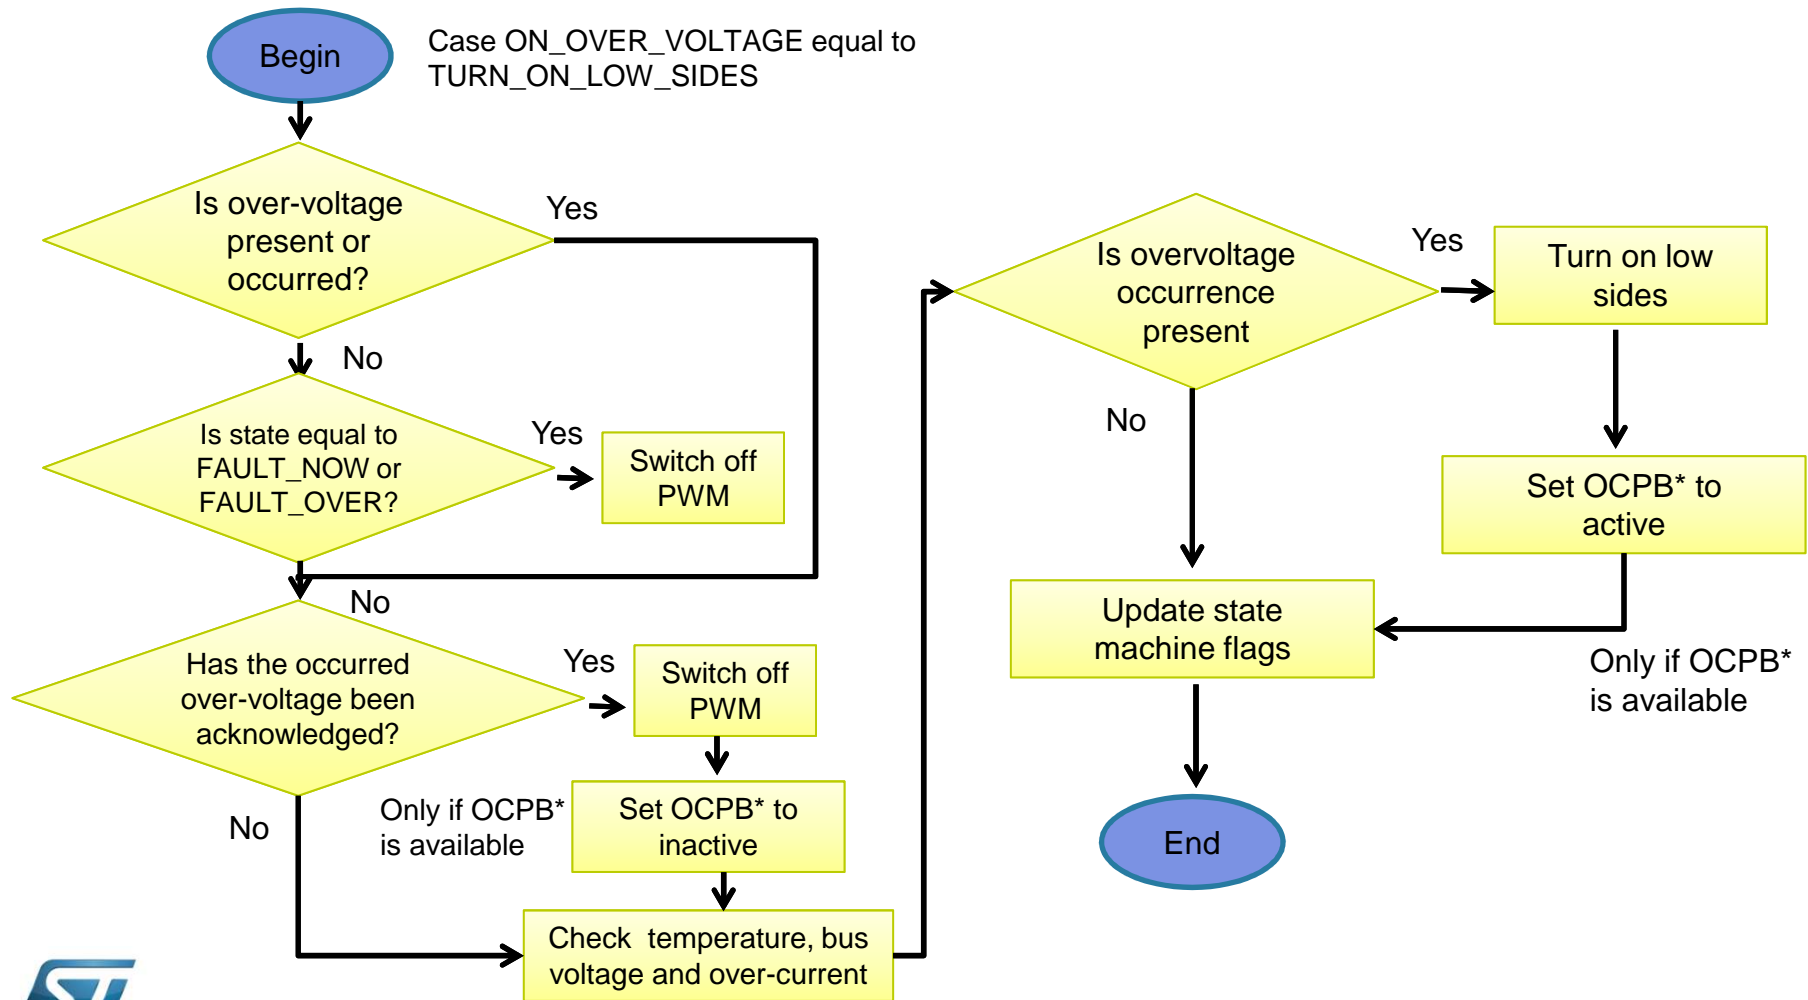 Begin
Case ON_OVER_VOLTAGE equal to
TURN_ON_LOW_SIDES
Is over-voltage
present or
occurred?
Yes
No
Is state equal to
FAULT_NOW or
FAULT_OVER?
Yes
Switch off
PWM
No
Has the occurred
over-voltage been
acknowledged?
Yes
Switch off
PWM
No
Only if OCPB*
is available
Set OCPB* to
inactive
Check temperature, bus
voltage and over-current
Is overvoltage
occurrence
present
Yes
Turn on low
sides
No
Set OCPB* to
active
Update state
machine flags
Only if OCPB*
is available
End
ST